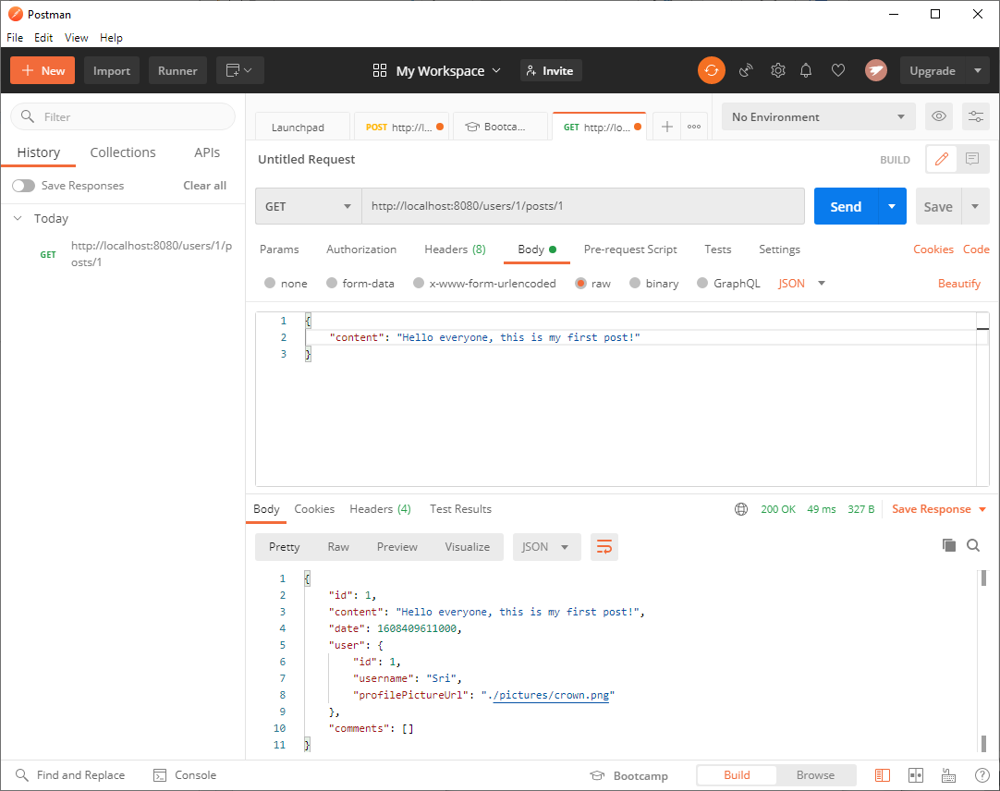 Postman
File Edit View Help
New Import Runner My Workspace Invite Upgrade
Filter
History Collections APIs
Save Responses Clear all
Today
GET http://localhost:8080/users/1/p
osts/1
Launchpad POST http://l... Bootca... GET http://lo... No Environment
Untitled Request BUILD
GET http://localhost:8080/users/1/posts/1 Send Save
Params Authorization Headers (8) Body Pre-request Script Tests Settings Cookies Code
none form-data x-www-form-urlencoded raw binary GraphQL JSON Beautify
1 {
2 "content": "Hello everyone, this is my first post!"
3 }
Body Cookies Headers (4) Test Results 200 OK 49 ms 327 B Save Response
Pretty Raw Preview Visualize JSON
1 {
2 "id": 1,
3 "content": "Hello everyone, this is my first post!",
4 "date": 1608409611000,
5 "user": {
6 "id": 1,
7 "username": "Sri",
8 "profilePictureUrl": "./pictures/crown.png"
9 },
10 "comments": []
11 }
Find and Replace Console Bootcamp Build Browse